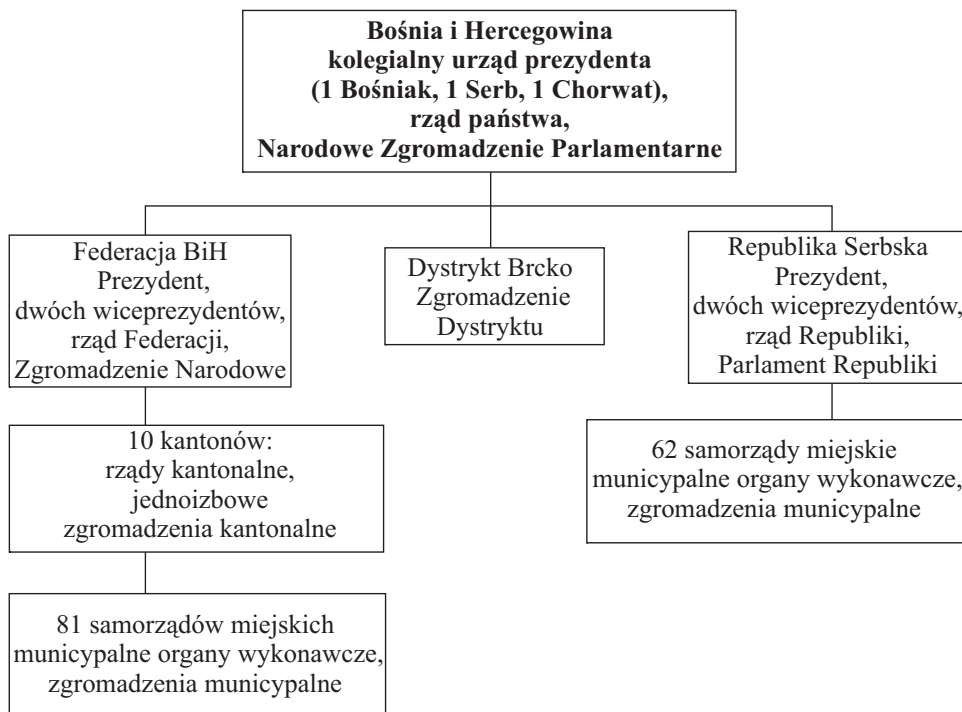 Bośnia i Hercegowina
kolegialny urząd prezydenta
(1 Bośniak, 1 Serb, 1 Chorwat),
rząd państwa,
Narodowe Zgromadzenie Parlamentarne
Federacja BiH
Prezydent,
dwóch wiceprezydentów,
rząd Federacji,
Zgromadzenie Narodowe
Dystrykt Brcko
Zgromadzenie
Dystryktu
Republika Serbska
Prezydent,
dwóch wiceprezydentów,
rząd Republiki,
Parlament Republiki
10 kantonów:
rządy kantonalne,
jednoizbowe
zgromadzenia kantonalne
62 samorządy miejskie
municypalne organy wykonawcze,
zgromadzenia municypalne
81 samorządów miejskich
municypalne organy wykonawcze,
zgromadzenia municypalne